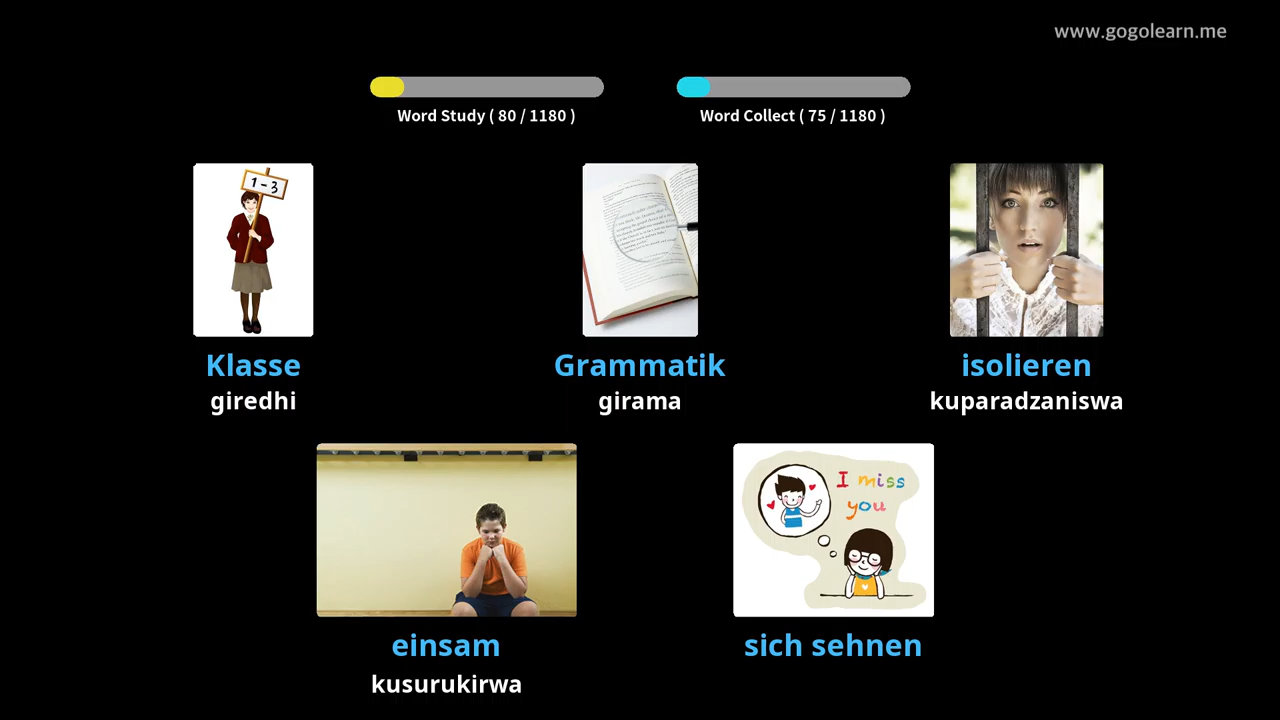 www.gogolearn.me
Word Study ( 80 / 1180 )
Word Collect ( 75 / 1180 )
1 - 3
Klasse
giredhi
Grammatik
girama
isolieren
kuparadzaniswa
I miss
you
einsam
kusurukirwa
sich sehnen